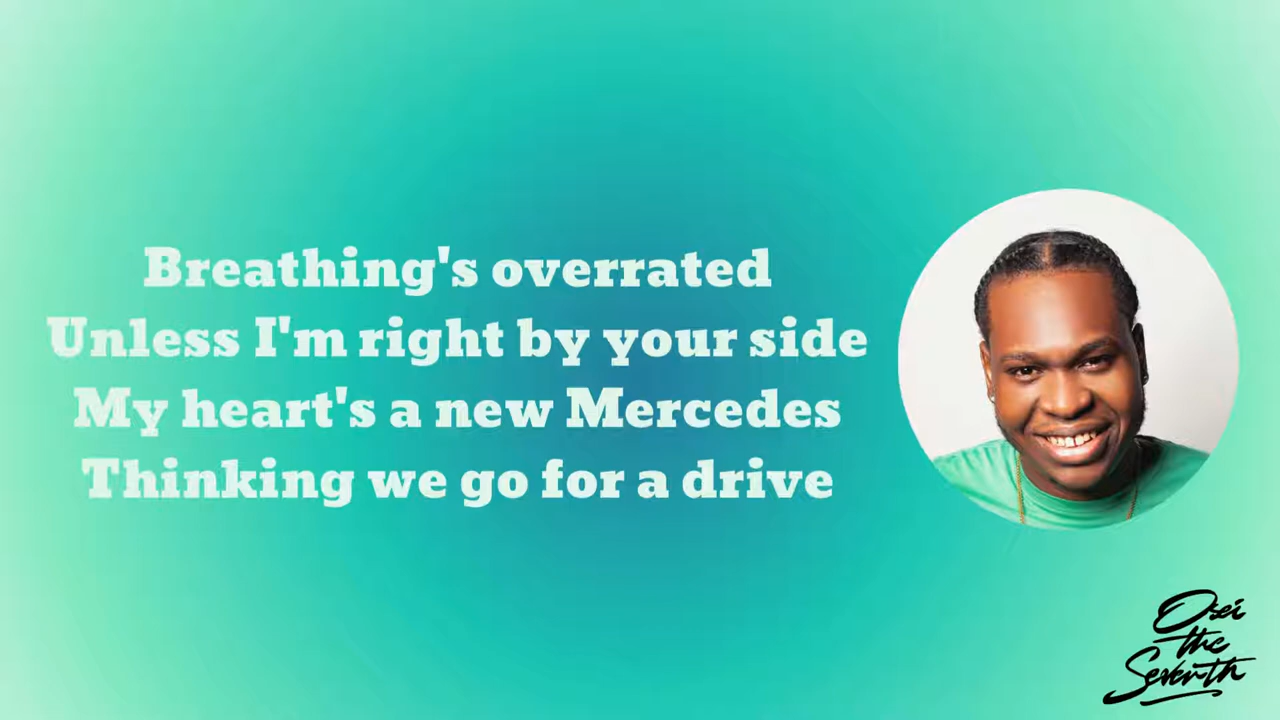 Breathing's overrated
Unless I'm right by your side
My heart's a new Mercedes
Thinking we go for a drive
Osei
the
Seventh